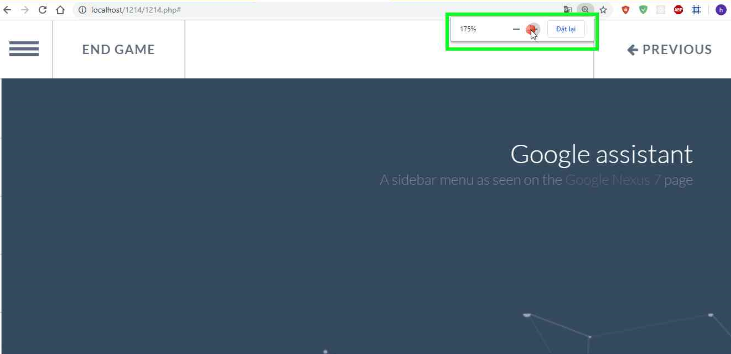 localhost/1214/1214.php#
ABP
h
175%
Đặt lại
END GAME
PREVIOUS
Google assistant
A sidebar menu as seen on the Google Nexus 7 page